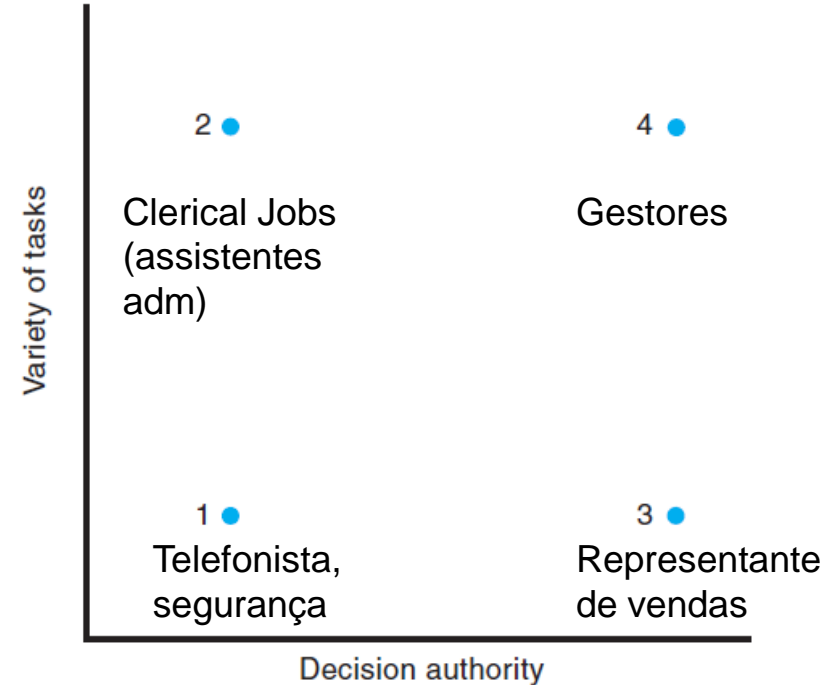 Variety of tasks
2
4
Clerical Jobs
(assistentes
adm)
Gestores
1
3
Telefonista,
segurança
Representante
de vendas
Decision authority